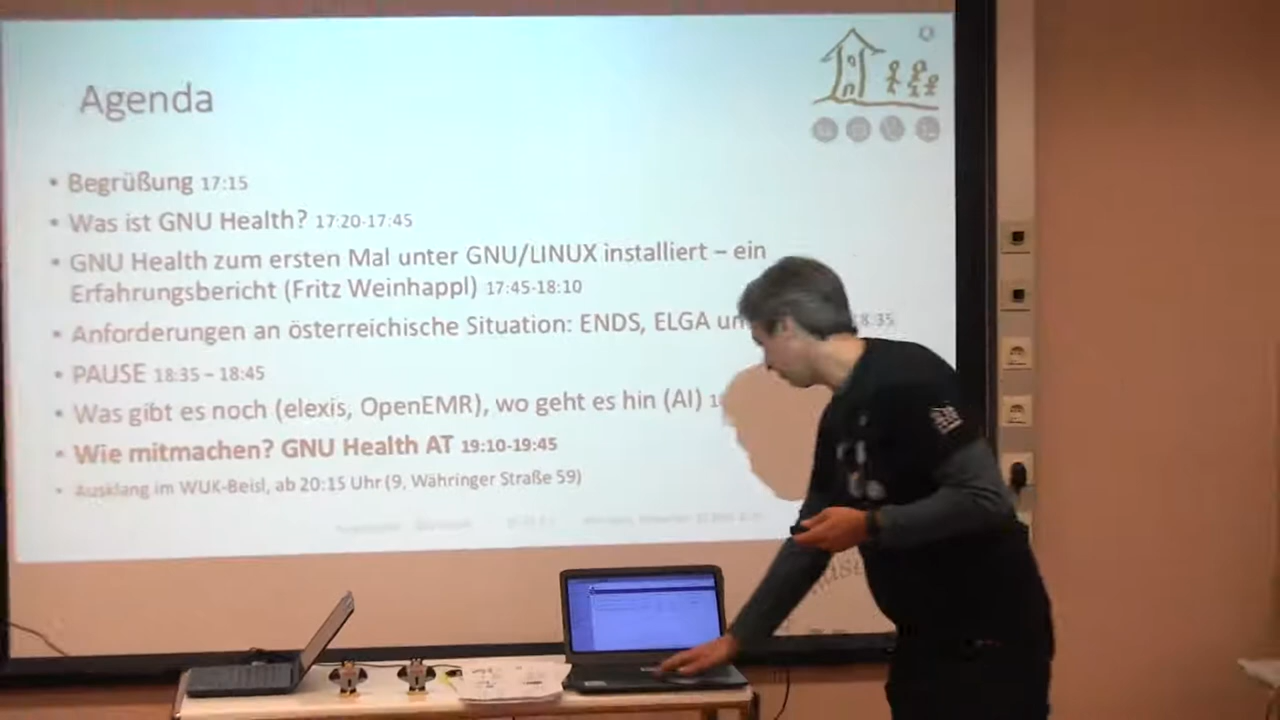 Agenda
• Begrüßung 17:15
• Was ist GNU Health? 17:20-17:45
• GNU Health zum ersten Mal unter GNU/LINUX installiert – ein
Erfahrungsbericht (Fritz Weinhappl) 17:45-18:10
• Anforderungen an österreichische Situation: ENDS, ELGA 18:35
• PAUSE 18:35 – 18:45
• Was gibt es noch (elexis, OpenEMR), wo geht es hin (AI)
• Wie mitmachen? GNU Health AT 19:10-19:45
• Ausklang im WUK-Beisl, ab 20:15 Uhr (9, Währinger Straße 59)